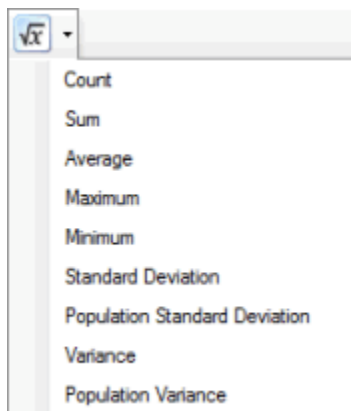 √x
Count
Sum
Average
Maximum
Minimum
Standard Deviation
Population Standard Deviation
Variance
Population Variance